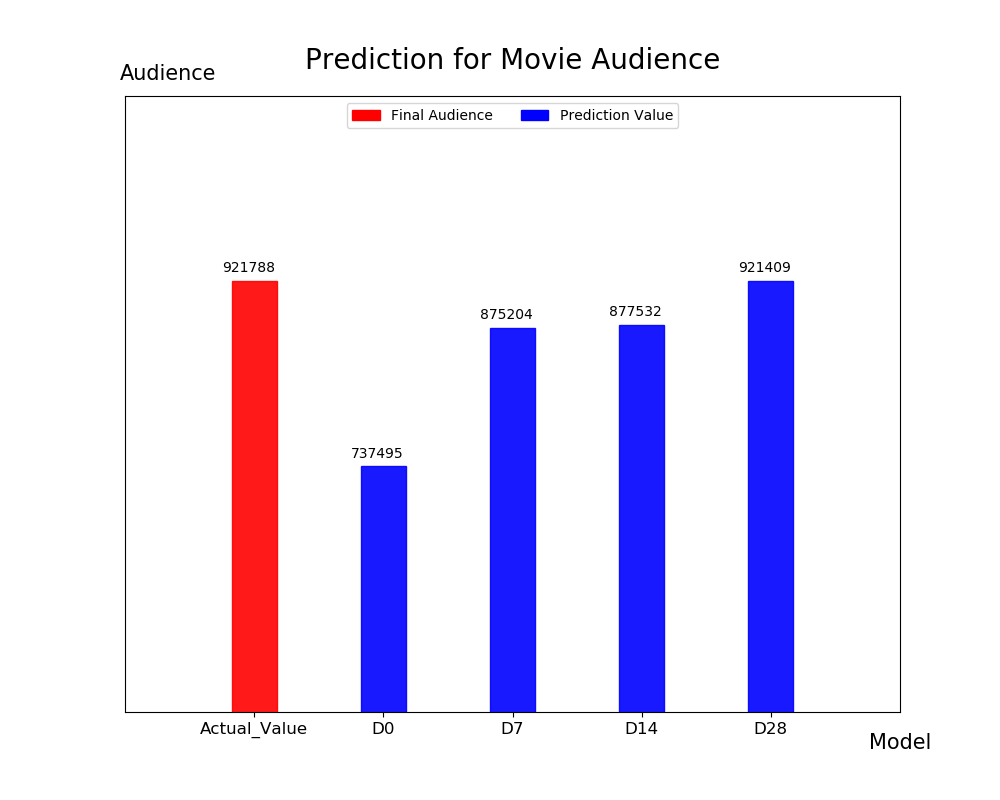 Prediction for Movie Audience
Audience
Final Audience
Prediction Value
921788
737495
875204
877532
921409
Actual_Value
D0
D7
D14
D28
Model